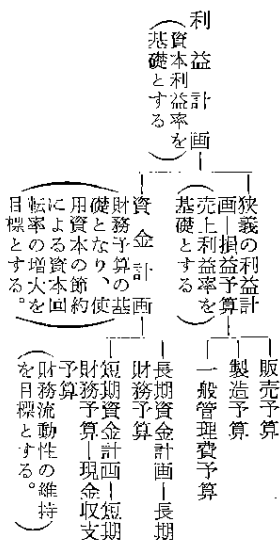 利益計画
(資本利益率を
基礎とする)
狭義の利益計
画―損益予算
(売上利益率を
基礎とする)
販売予算
製造予算
一般管理費予算
資金計画
(財務予算の基
礎となり、使
用資本の節約
による資本回
転率の増大を
目標とする。)
長期資金計画―長期
財務予算
短期資金計画―短期
財務予算―現金収支
予算
(財務流動性の維持
を目標とする。)